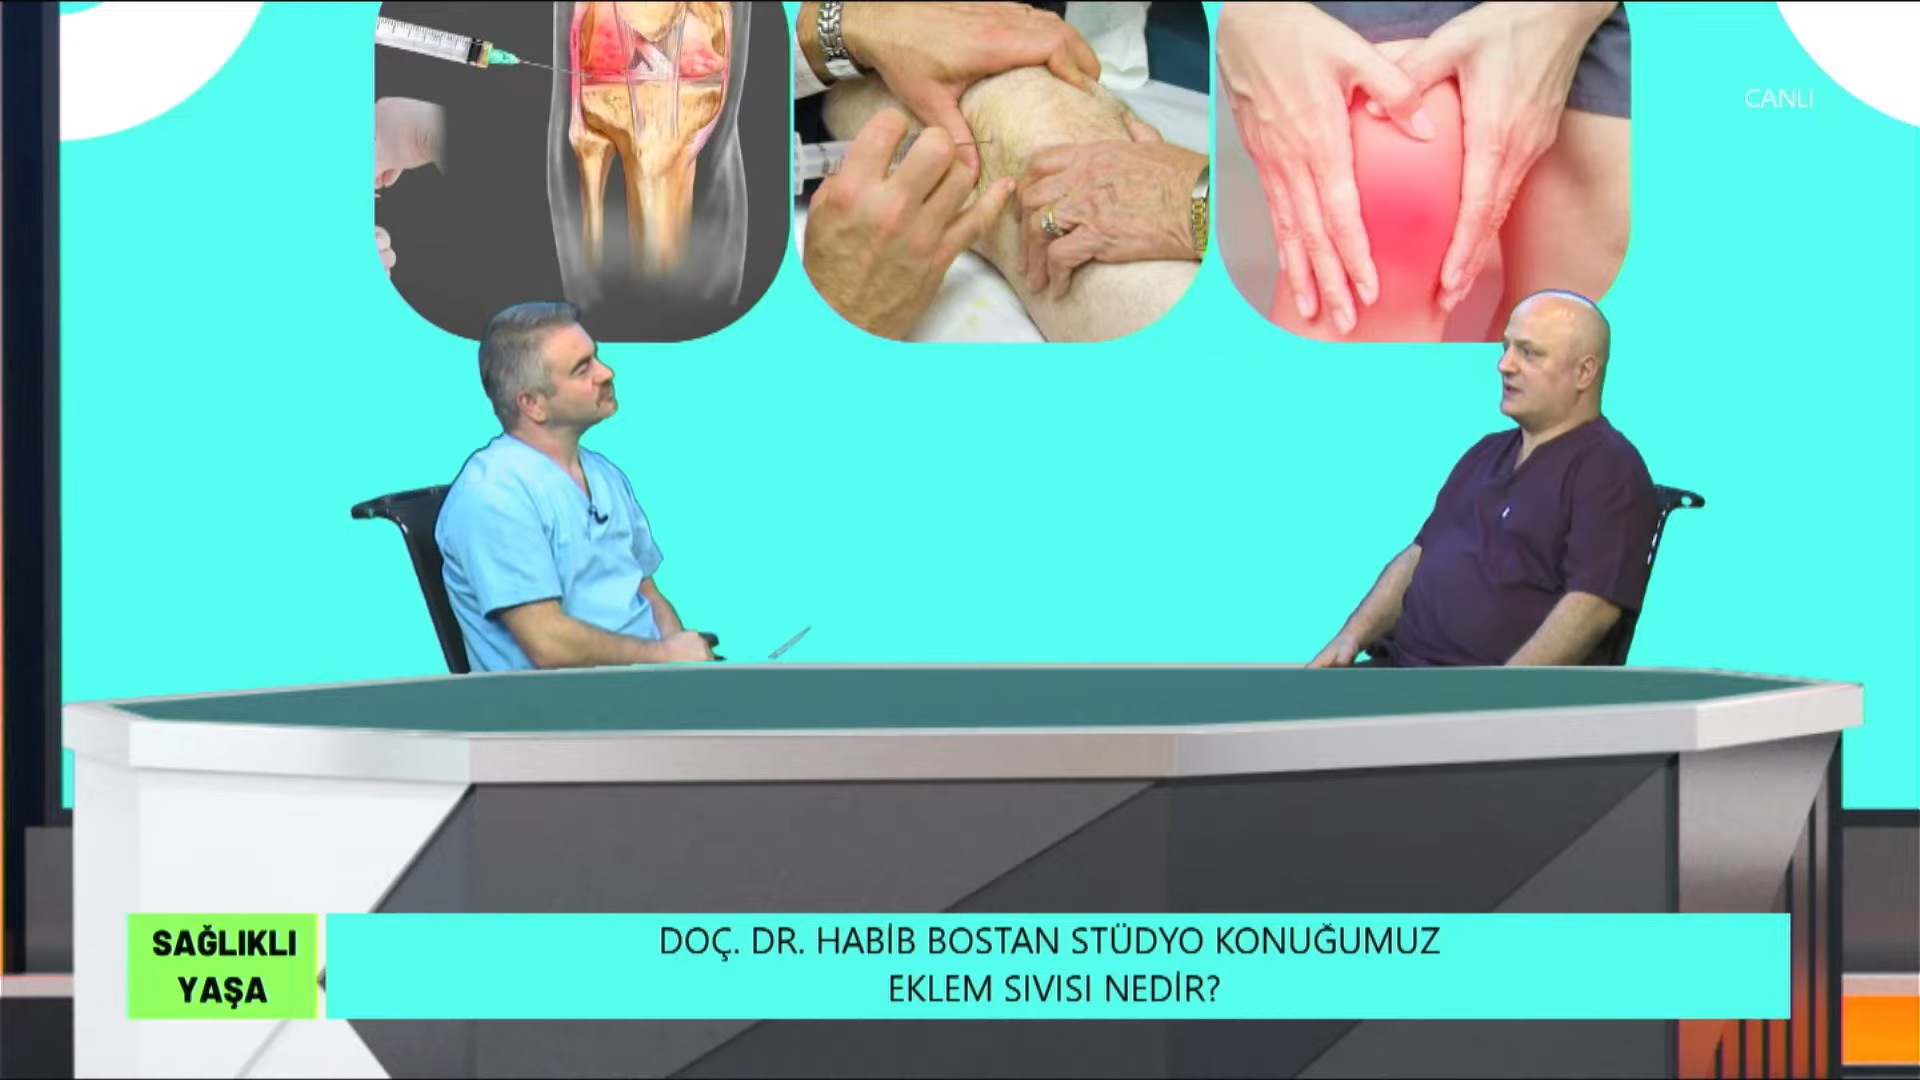 CANLI
SAĞLIKLI
YAŞA
DOÇ. DR. HABİB BOSTAN STÜDYO KONUĞUMUZ
EKLEM SIVISI NEDİR?